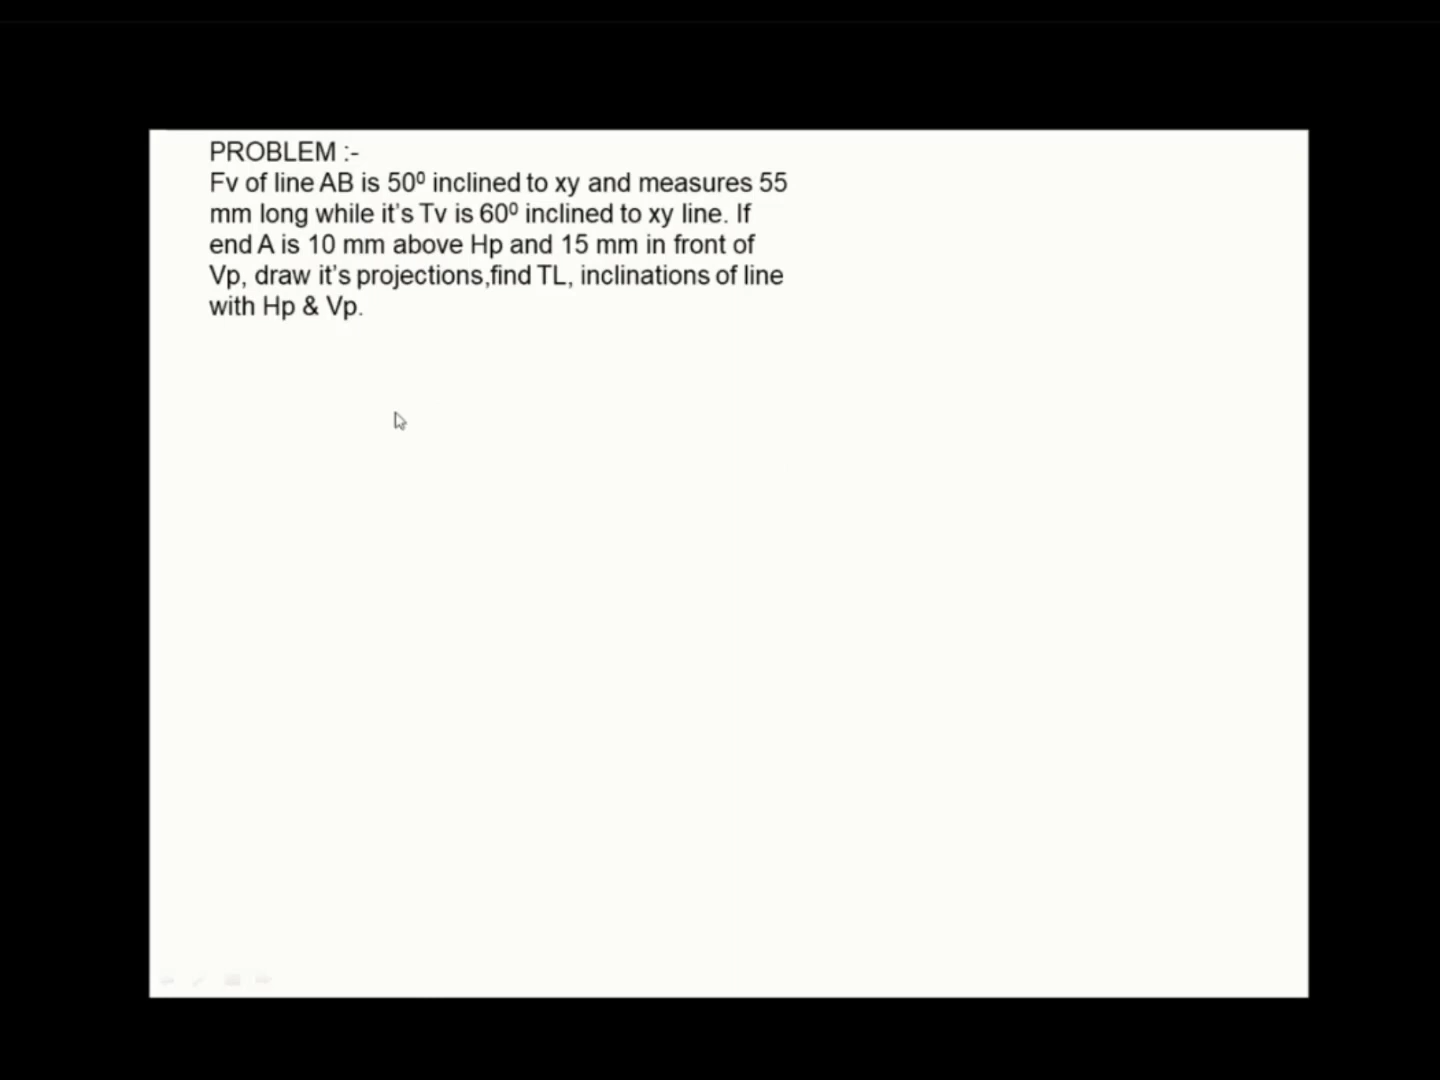 PROBLEM :-
Fv of line AB is 50⁰ inclined to xy and measures 55
mm long while it's Tv is 60⁰ inclined to xy line. If
end A is 10 mm above Hp and 15 mm in front of
Vp, draw it's projections,find TL, inclinations of line
with Hp & Vp.